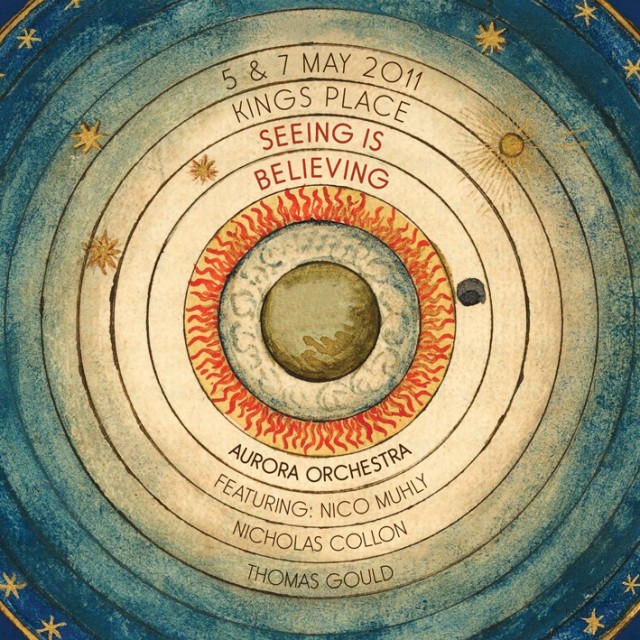 5 & 7 MAY 2011
KINGS PLACE
SEEING IS
BELIEVING
AURORA ORCHESTRA
FEATURING: NICO MUHLY
NICHOLAS COLLON
THOMAS GOULD